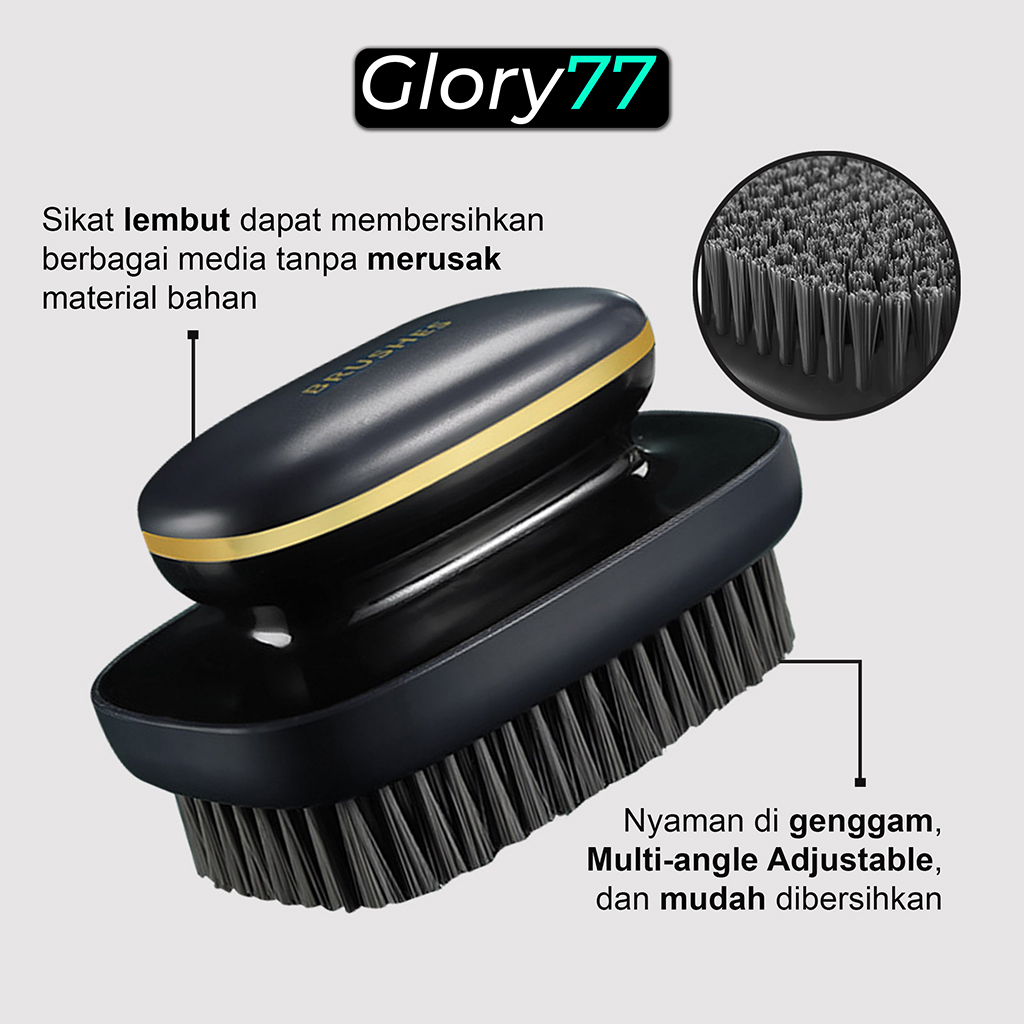 Glory77
Sikat lembut dapat membersihkan
berbagai media tanpa merusak
material bahan
BRUSHES
Nyaman di genggam,
Multi-angle Adjustable,
dan mudah dibersihkan